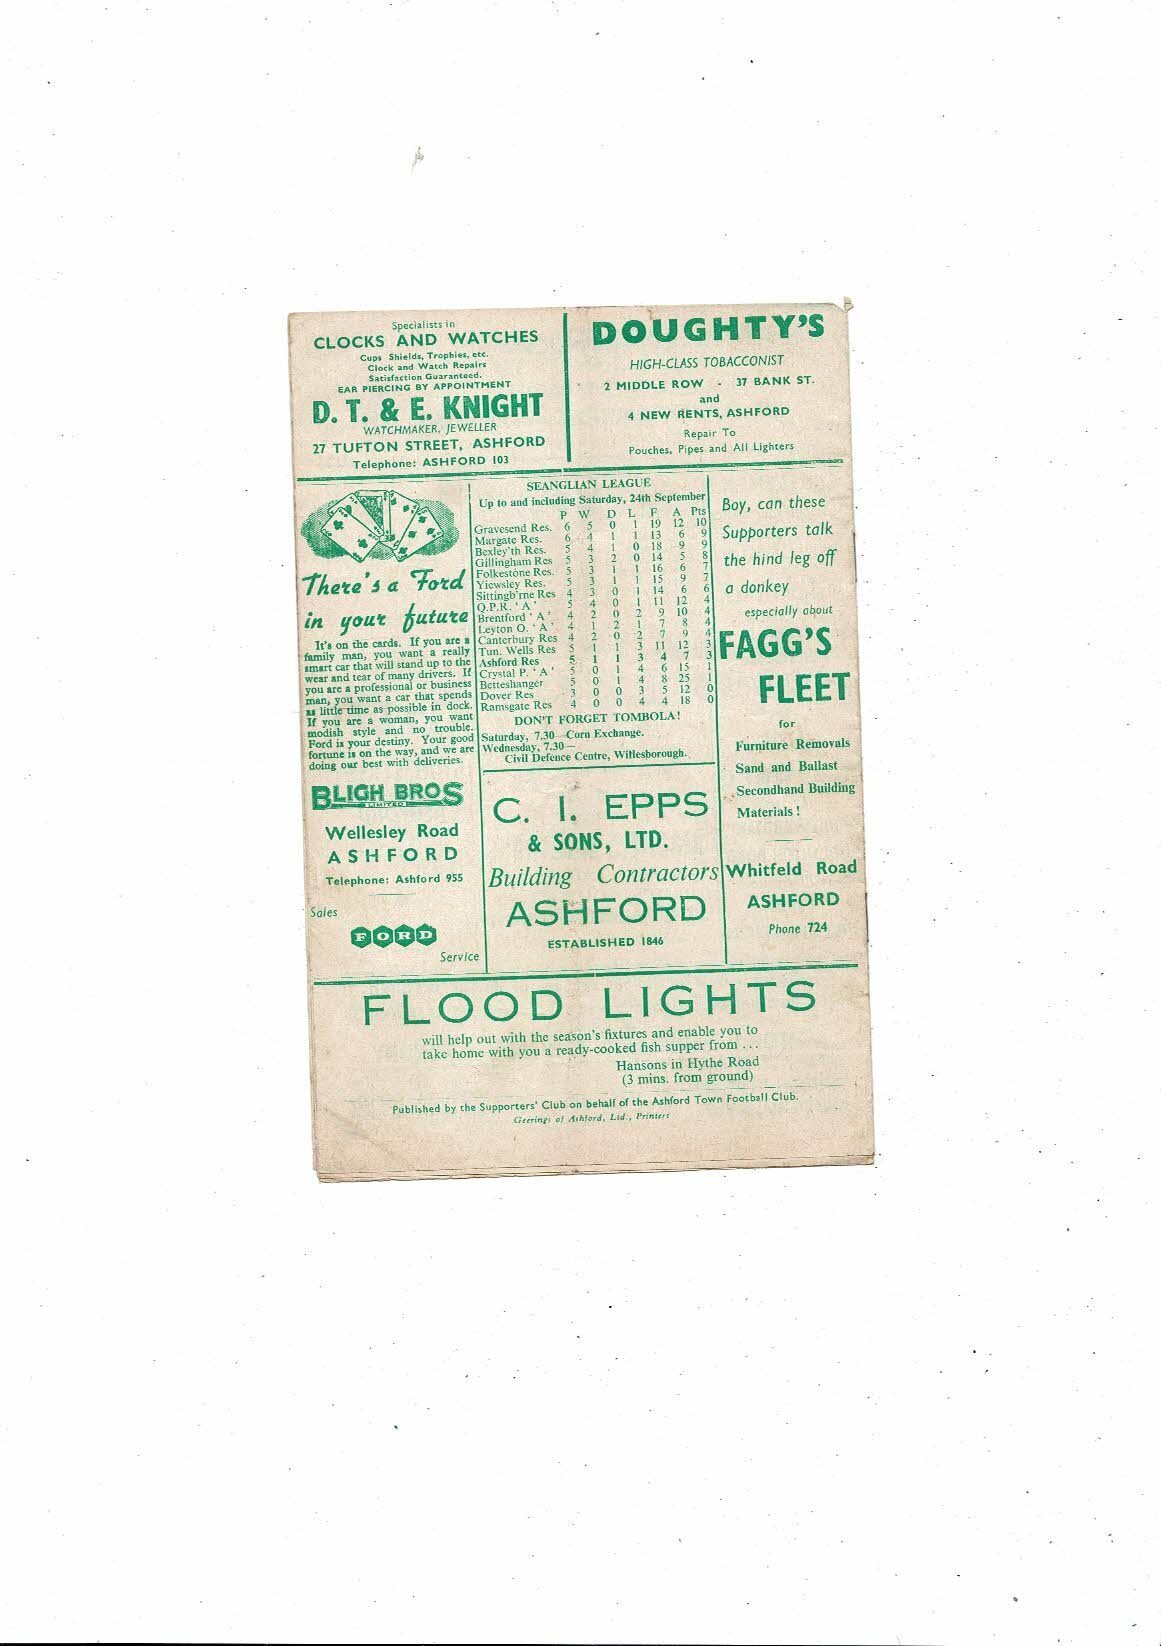 Specialists in
CLOCKS AND WATCHES
Cups Shields, Trophies, etc.
Clock and Watch Repairs
Satisfaction Guaranteed.
EAR PIERCING BY APPOINTMENT
D. T. & E. KNIGHT
WATCHMAKER, JEWELLER
27 TUFTON STREET, ASHFORD
Telephone: ASHFORD 103
DOUGHTY'S
HIGH-CLASS TOBACCONIST
2 MIDDLE ROW - 37 BANK ST.
and
4 NEW RENTS, ASHFORD
Repair To
Pouches, Pipes and All Lighters
There's a Ford
in your future
It's on the cards. If you are a
family man, you want a really
smart car that will stand up to the
wear and tear of many drivers. If
you are a professional or business
man, you want a car that spends
as little time as possible in dock.
If you are a woman, you want
modish style and no trouble.
Ford is your destiny. Your good
fortune is on the way, and we are
doing our best with deliveries.
BLIGH BROS
LIMITED
Wellesley Road
ASHFORD
Telephone: Ashford 955
Sales
FORD
Service
SEANGLIAN LEAGUE
Up to and including Saturday, 24th September
P W D L F A Pts
Gravesend Res. 6 5 0 1 19 12 10
Margate Res. 6 4 1 1 13 6 9
Bexley'th Res. 5 4 1 0 18 9 9
Gillingham Res 5 3 2 0 14 5 8
Folkestone Res. 5 3 1 1 16 6 7
Yiewsley Res. 5 3 1 1 15 9 7
Sittingb'rne Res 4 3 0 1 14 6 6
Q.P.R. 'A' 5 4 0 1 11 12 4
Brentford 'A' 4 2 0 2 9 10 4
Leyton O. 'A' 4 1 2 1 7 8 4
Canterbury Res 4 2 0 2 7 9 4
Tun. Wells Res 5 1 1 3 11 12 3
Ashford Res 5 1 1 3 4 7 3
Crystal P. 'A' 5 0 1 4 6 15 1
Betteshanger 5 0 1 4 8 25 1
Dover Res 3 0 0 3 5 12 0
Ramsgate Res 4 0 0 4 4 18 0
DON'T FORGET TOMBOLA!
Saturday, 7.30—Corn Exchange.
Wednesday, 7.30—
Civil Defence Centre, Willesborough.
C. I. EPPS
& SONS, LTD.
Building Contractors
ASHFORD
ESTABLISHED 1846
Boy, can these
Supporters talk
the hind leg off
a donkey
especially about
FAGG'S
FLEET
for
Furniture Removals
Sand and Ballast
Secondhand Building
Materials!
Whitfeld Road
ASHFORD
Phone 724
FLOOD LIGHTS
will help out with the season's fixtures and enable you to
take home with you a ready-cooked fish supper from ...
Hansons in Hythe Road
(3 mins. from ground)
Published by the Supporters' Club on behalf of the Ashford Town Football Club.
Geerings of Ashford, Ltd., Printers